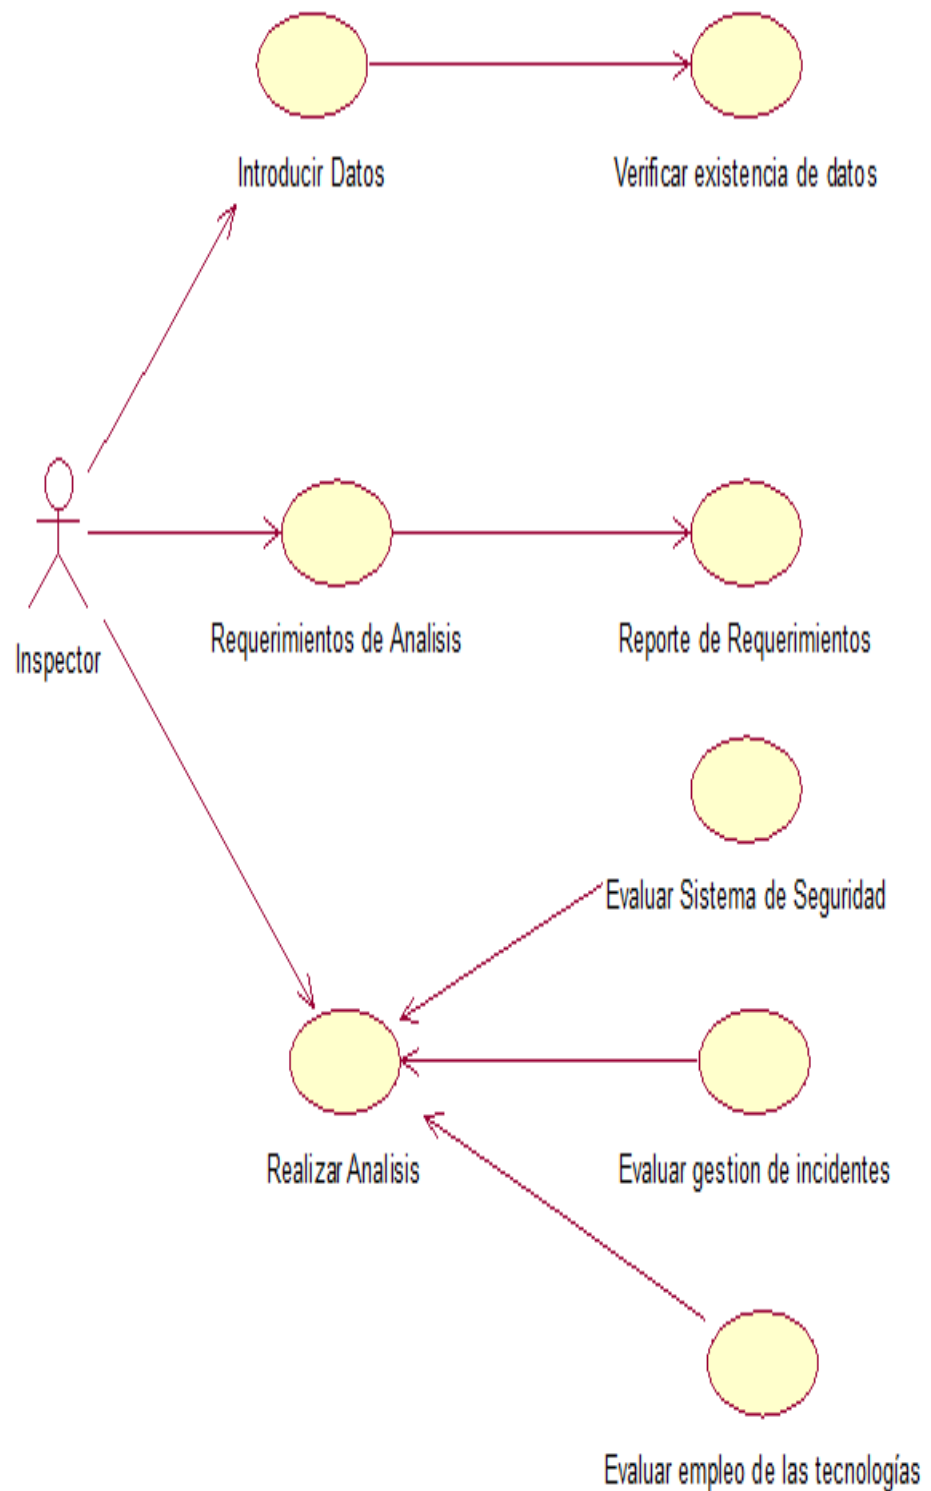 Introducir Datos
Verificar existencia de datos
Inspector
Requerimientos de Analisis
Reporte de Requerimientos
Evaluar Sistema de Seguridad
Realizar Analisis
Evaluar gestion de incidentes
Evaluar empleo de las tecnologías